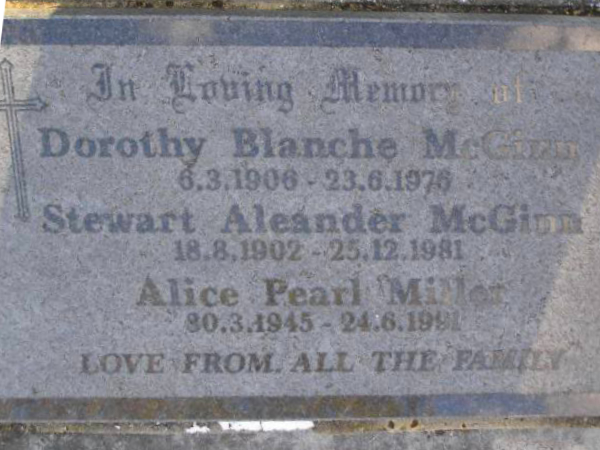 In Loving Memory of
Dorothy Blanche McGinn
6.3.1906 - 23.6.1976
Stewart Aleander McGinn
18.8.1902 - 25.12.1981
Alice Pearl Miller
30.3.1945 - 24.6.1991
LOVE FROM ALL THE FAMILY